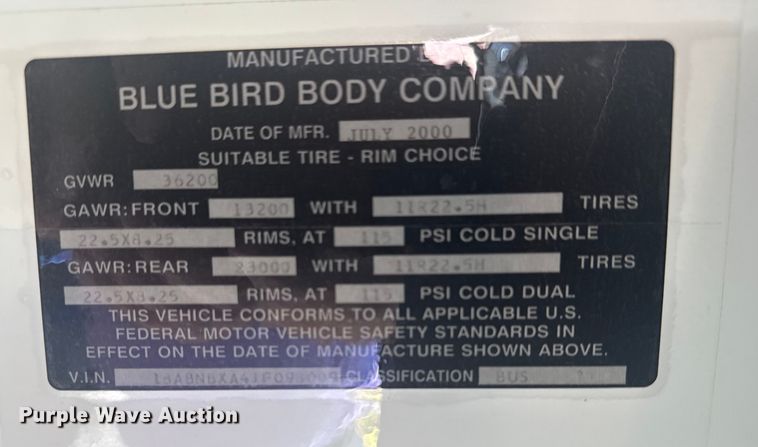 MANUFACTURED
BLUE BIRD BODY COMPANY
DATE OF MFR. JULY 2000
SUITABLE TIRE - RIM CHOICE
GVWR 36200
GAWR: FRONT 13200 WITH 11R22.5H TIRES
22.5X8.25 RIMS, AT 115 PSI COLD SINGLE
GAWR: REAR 23000 WITH 11R22.5H TIRES
22.5X8.25 RIMS, AT 115 PSI COLD DUAL
THIS VEHICLE CONFORMS TO ALL APPLICABLE U.S.
FEDERAL MOTOR VEHICLE SAFETY STANDARDS IN
EFFECT ON THE DATE OF MANUFACTURE SHOWN ABOVE.
V.I.N. CLASSIFICATION BUS
Purple Wave Auction